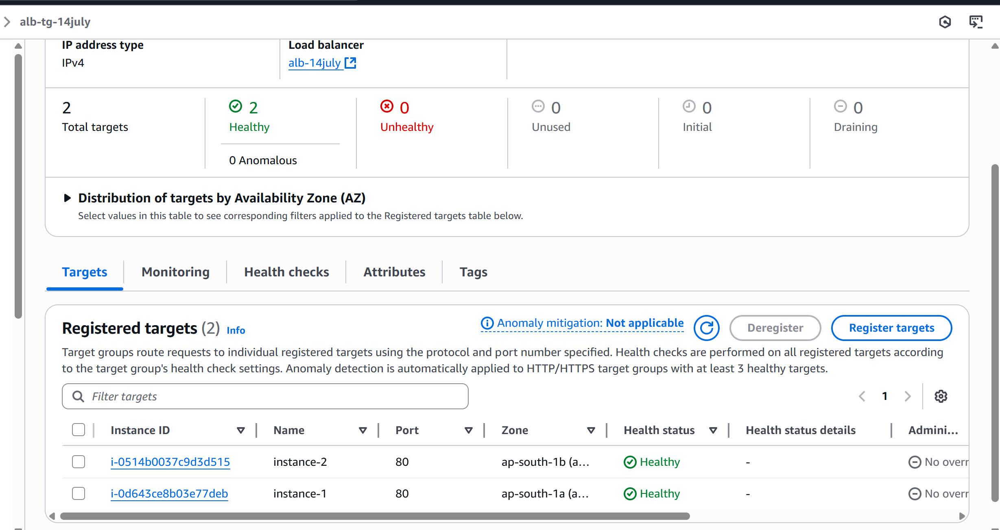 alb-tg-14july
IP address type
IPv4
Load balancer
alb-14july
2
Total targets
2
Healthy
0 Anomalous
0
Unhealthy
0
Unused
0
Initial
0
Draining
Distribution of targets by Availability Zone (AZ)
Select values in this table to see corresponding filters applied to the Registered targets table below.
Targets Monitoring Health checks Attributes Tags
Registered targets (2) Info Anomaly mitigation: Not applicable Deregister Register targets
Target groups route requests to individual registered targets using the protocol and port number specified. Health checks are performed on all registered targets according
to the target group's health check settings. Anomaly detection is automatically applied to HTTP/HTTPS target groups with at least 3 healthy targets.
Filter targets 1
Instance ID Name Port Zone Health status Health status details Admini...
i-0514b0037c9d3d515 instance-2 80 ap-south-1b (a... Healthy - No overr
i-0d643ce8b03e77deb instance-1 80 ap-south-1a (a... Healthy - No overr